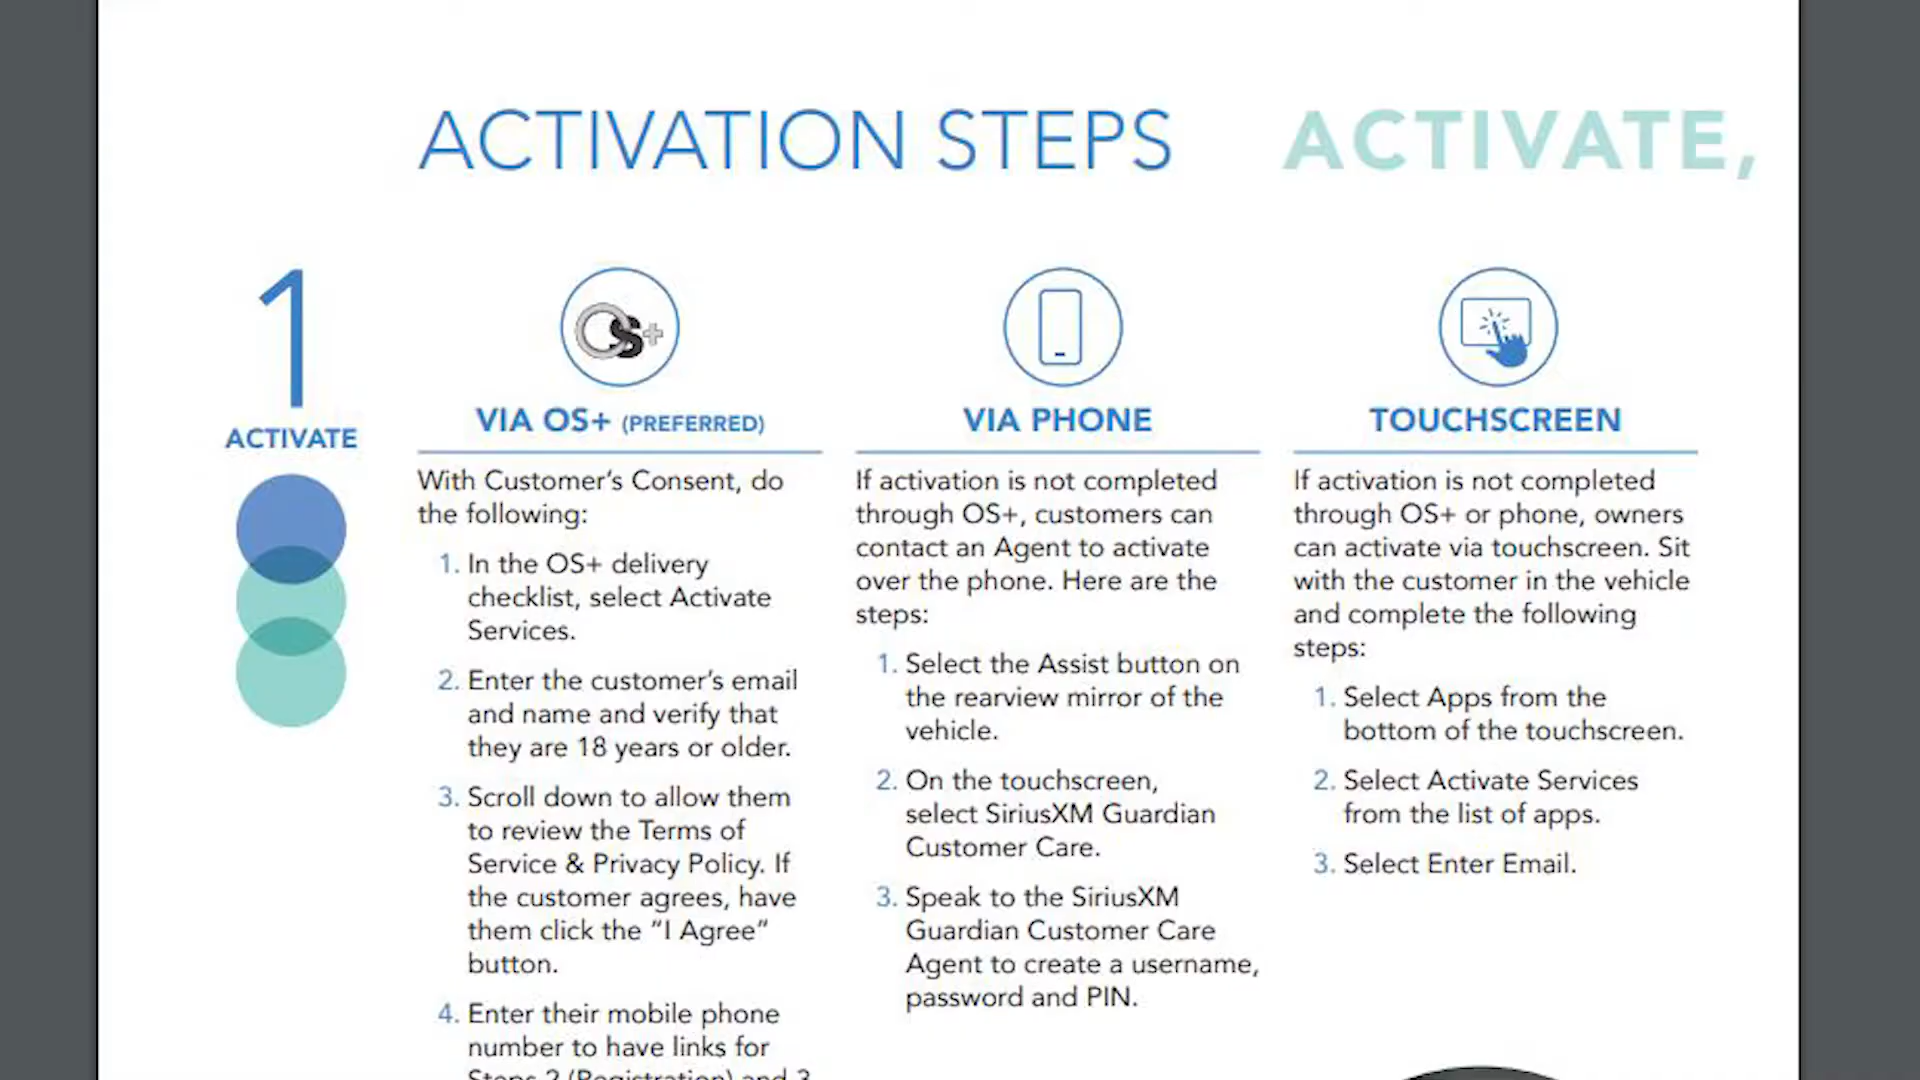 ACTIVATION STEPS
ACTIVATE,
1
ACTIVATE
OS+
VIA OS+ (PREFERRED)
With Customer's Consent, do
the following:
1. In the OS+ delivery
checklist, select Activate
Services.
2. Enter the customer's email
and name and verify that
they are 18 years or older.
3. Scroll down to allow them
to review the Terms of
Service & Privacy Policy. If
the customer agrees, have
them click the "I Agree"
button.
4. Enter their mobile phone
number to have links for
Steps 2 (Registration) and 3
VIA PHONE
If activation is not completed
through OS+, customers can
contact an Agent to activate
over the phone. Here are the
steps:
1. Select the Assist button on
the rearview mirror of the
vehicle.
2. On the touchscreen,
select SiriusXM Guardian
Customer Care.
3. Speak to the SiriusXM
Guardian Customer Care
Agent to create a username,
password and PIN.
TOUCHSCREEN
If activation is not completed
through OS+ or phone, owners
can activate via touchscreen. Sit
with the customer in the vehicle
and complete the following
steps:
1. Select Apps from the
bottom of the touchscreen.
2. Select Activate Services
from the list of apps.
3. Select Enter Email.